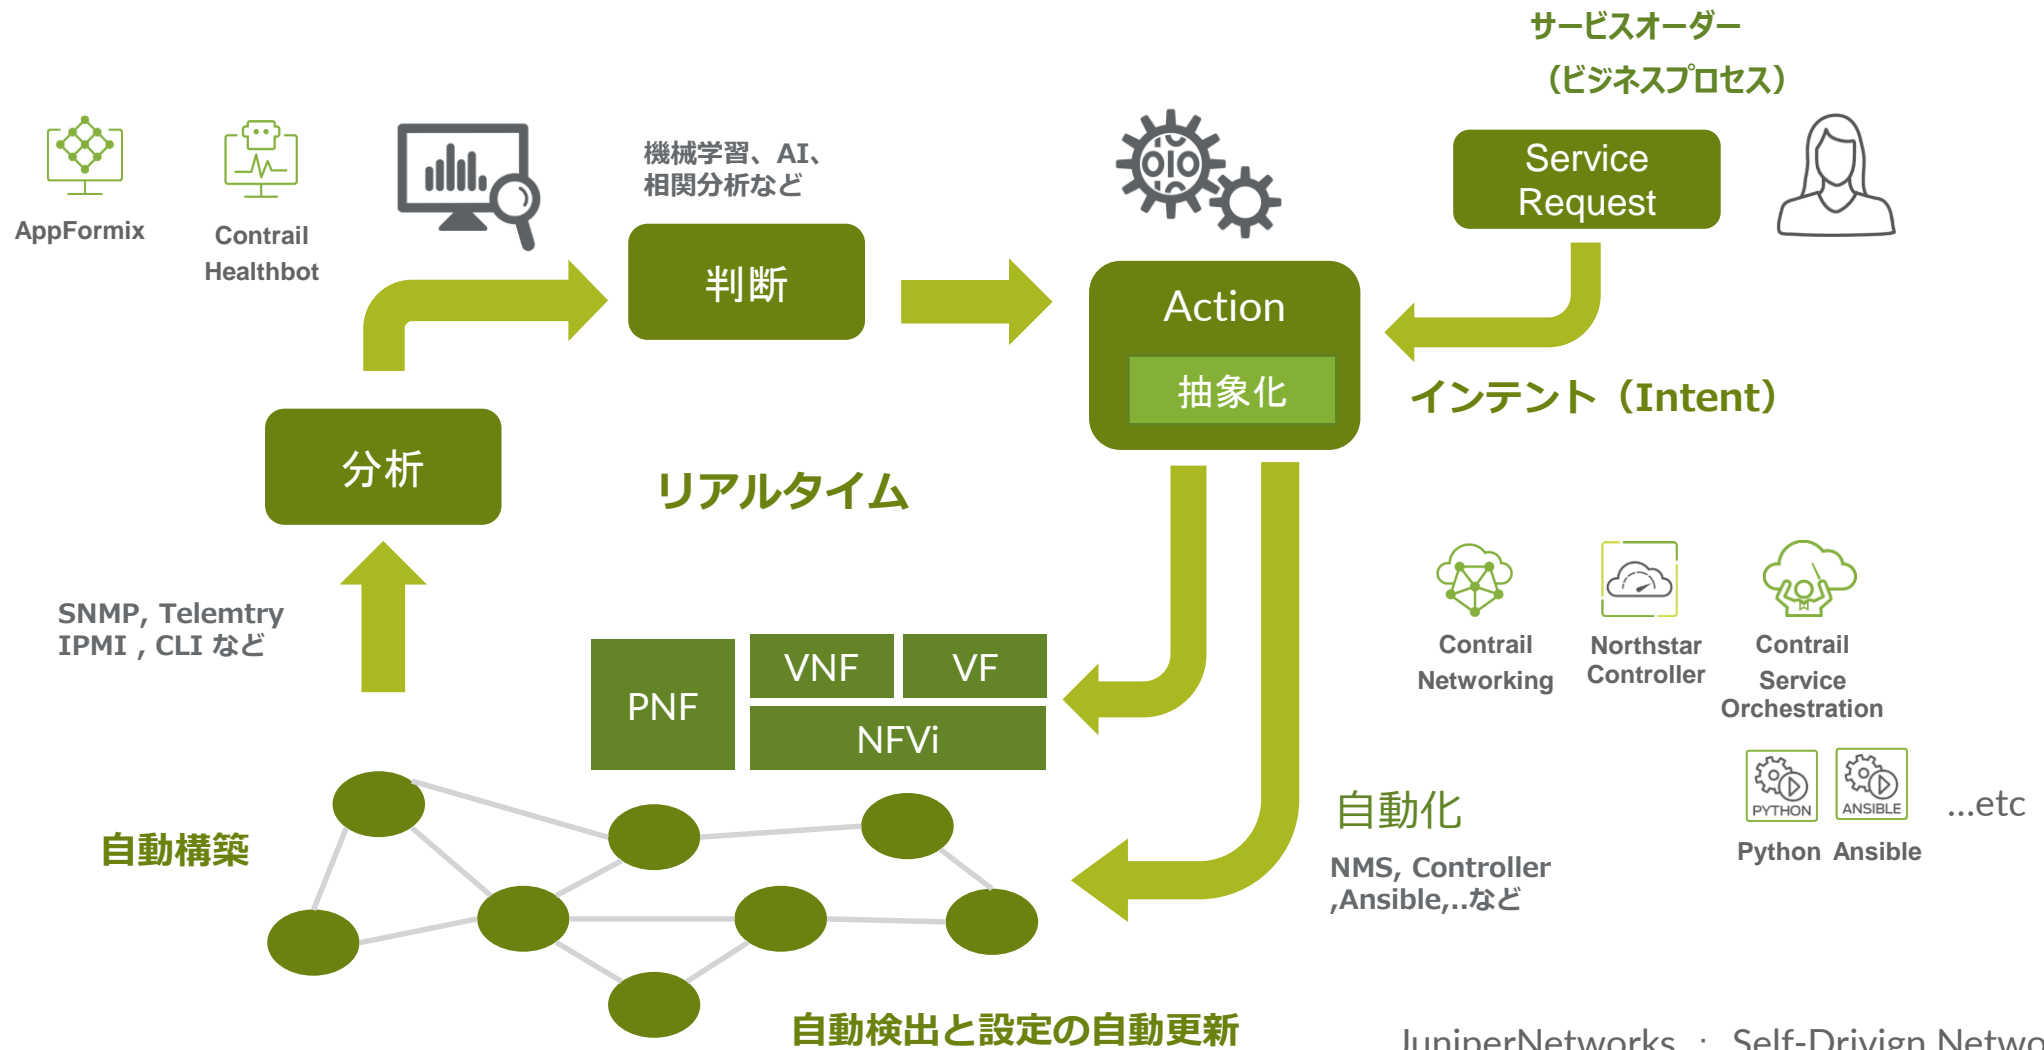 サービスオーダー
（ビジネスプロセス）
AppFormix
Contrail
Healthbot
機械学習、AI、
相関分析など
Service
Request
判断
Action
抽象化
インテント（Intent）
分析
リアルタイム
SNMP, Telemtry
IPMI , CLI など
PNF
VNF
VF
NFVi
Contrail
Networking
Northstar
Controller
Contrail
Service
Orchestration
PYTHON
ANSIBLE
...etc
Python
Ansible
自動化
NMS, Controller
,Ansible,..など
自動構築
自動検出と設定の自動更新
JuniperNetworks ： Self-Drivign Netwo